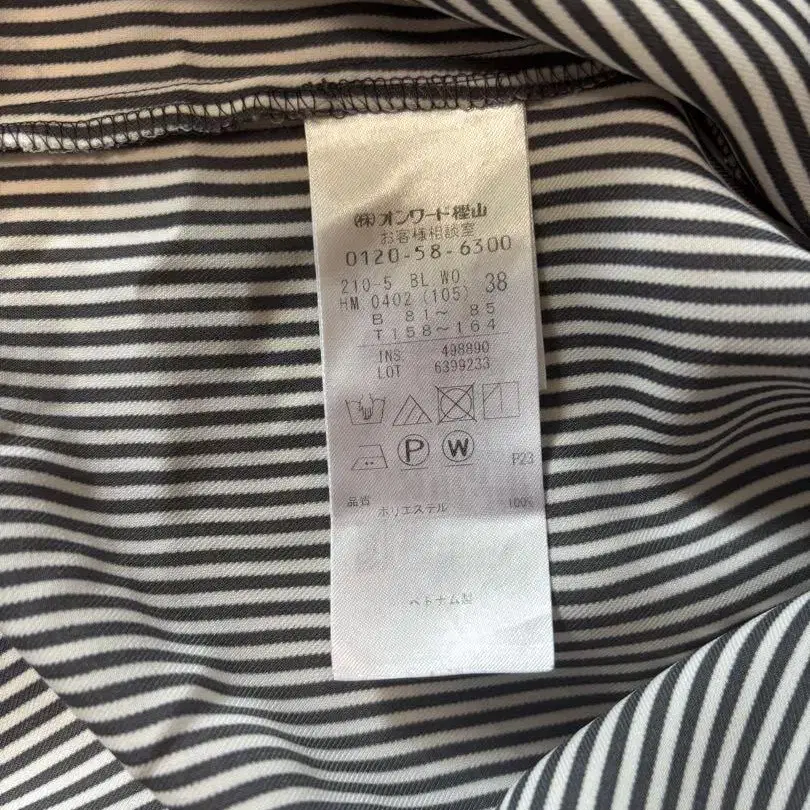 ㈱オンワード樫山
お客様相談室
0120-58-6300
210-5 BL WO 38
HM 0402 (105)
B 81～ 85
T158～164
INS 498890
LOT 6399233
P W
P23
品名
ポリエステル 100%
ベトナム製